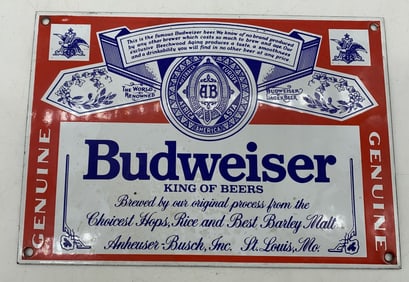 This is the famous Budweiser beer. We know of no brand produced
by any other brewer which costs so much to brew and age. Our
exclusive Beechwood Aging produces a taste, a smoothness
and a drinkability you will find in no other beer at any price.
THE WORLD
RENOWNED
AB
BUDWEISER
LAGER BEER
AMERICA
GENUINE
GENUINE
Budweiser
KING OF BEERS
Brewed by our original process from the
Choicest Hops, Rice and Best Barley Malt
Anheuser-Busch, Inc. St. Louis, Mo.